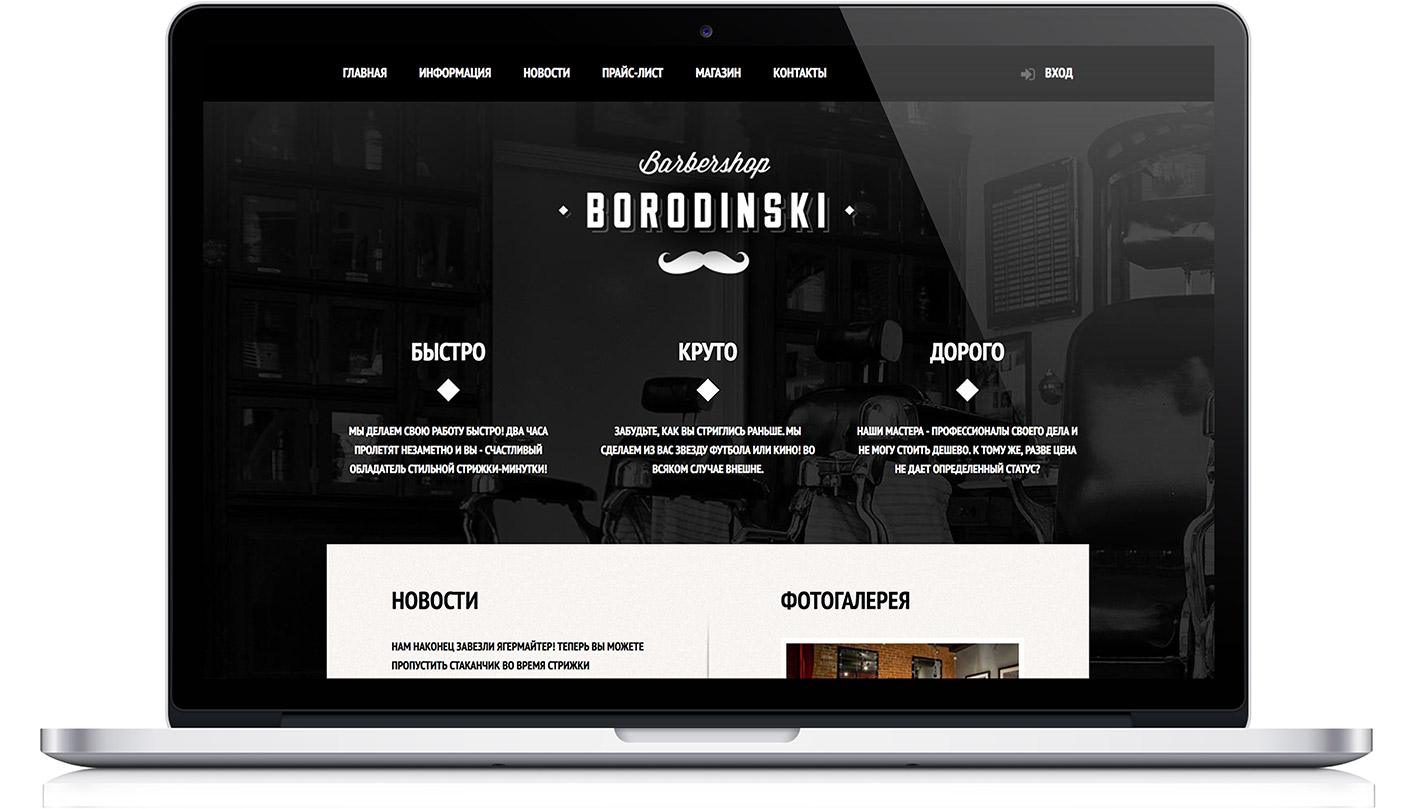 ГЛАВНАЯ ИНФОРМАЦИЯ НОВОСТИ ПРАЙС-ЛИСТ МАГАЗИН КОНТАКТЫ ВХОД
Barbershop
BORODINSKI
БЫСТРО
МЫ ДЕЛАЕМ СВОЮ РАБОТУ БЫСТРО! ДВА ЧАСА
ПРОЛЕТЯТ НЕЗАМЕТНО И ВЫ - СЧАСТЛИВЫЙ
ОБЛАДАТЕЛЬ СТИЛЬНОЙ СТРИЖКИ-МИНУТКИ!
КРУТО
ЗАБУДЬТЕ, КАК ВЫ СТРИГЛИСЬ РАНЬШЕ. МЫ
СДЕЛАЕМ ИЗ ВАС ЗВЕЗДУ ФУТБОЛА ИЛИ КИНО! ВО
ВСЯКОМ СЛУЧАЕ ВНЕШНЕ.
ДОРОГО
НАШИ МАСТЕРА - ПРОФЕССИОНАЛЫ СВОЕГО ДЕЛА И
НЕ МОГУ СТОИТЬ ДЕШЕВО. К ТОМУ ЖЕ, РАЗВЕ ЦЕНА
НЕ ДАЕТ ОПРЕДЕЛЕННЫЙ СТАТУС?
НОВОСТИ
НАМ НАКОНЕЦ ЗАВЕЗЛИ ЯГЕРМАЙТЕР! ТЕПЕРЬ ВЫ МОЖЕТЕ
ПРОПУСТИТЬ СТАКАНЧИК ВО ВРЕМЯ СТРИЖКИ
ФОТОГАЛЕРЕЯ